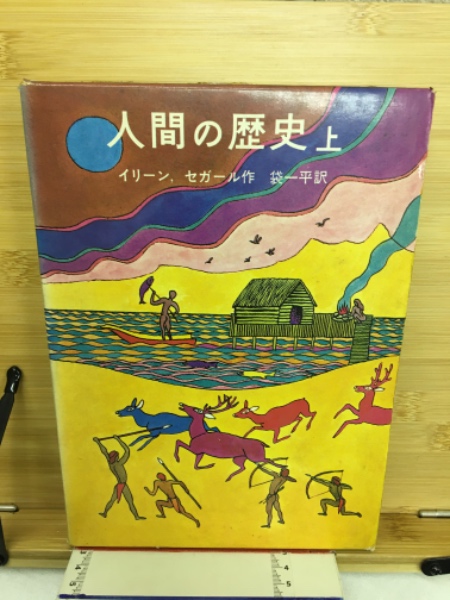 人間の歴史 上
イリーン, セガール作 袋一平訳